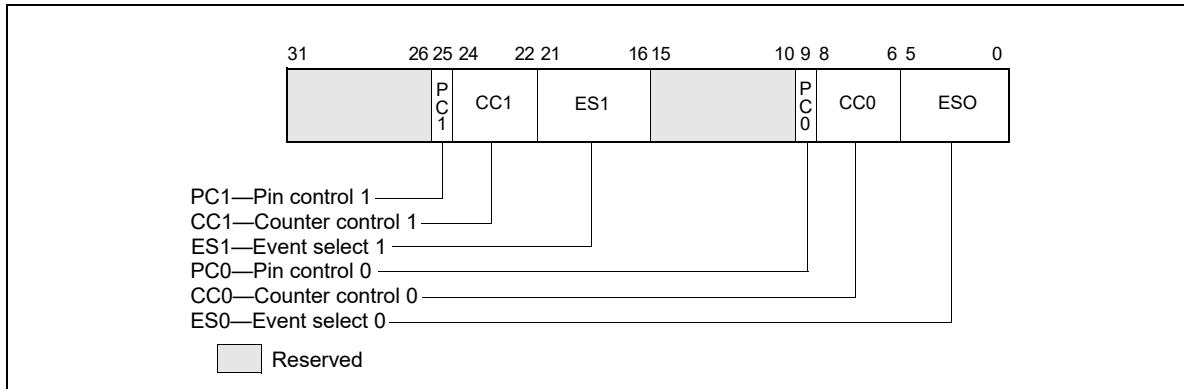 31 26 25 24 22 21 16 15 10 9 8 6 5 0
PC1 CC1 ES1 PC0 CC0 ESO
PC1—Pin control 1
CC1—Counter control 1
ES1—Event select 1
PC0—Pin control 0
CC0—Counter control 0
ES0—Event select 0
Reserved